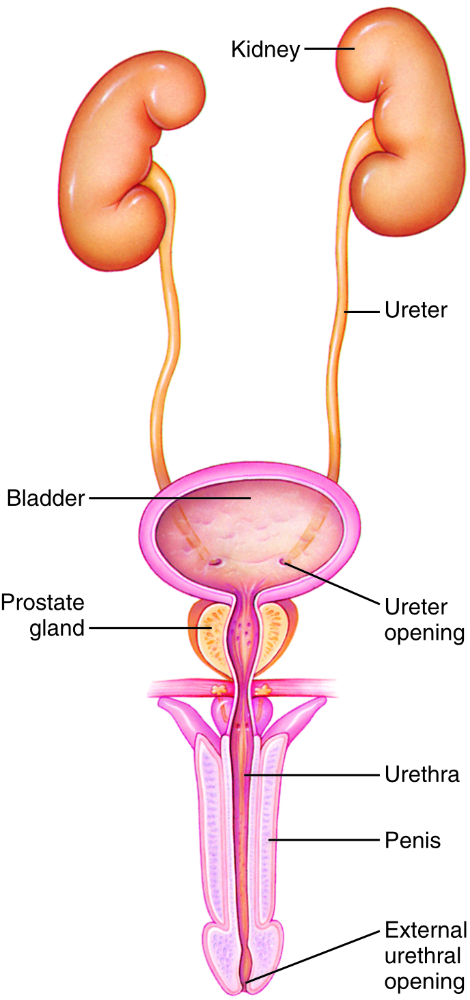 Kidney
Ureter
Bladder
Prostate
gland
Ureter
opening
Urethra
Penis
External
urethral
opening